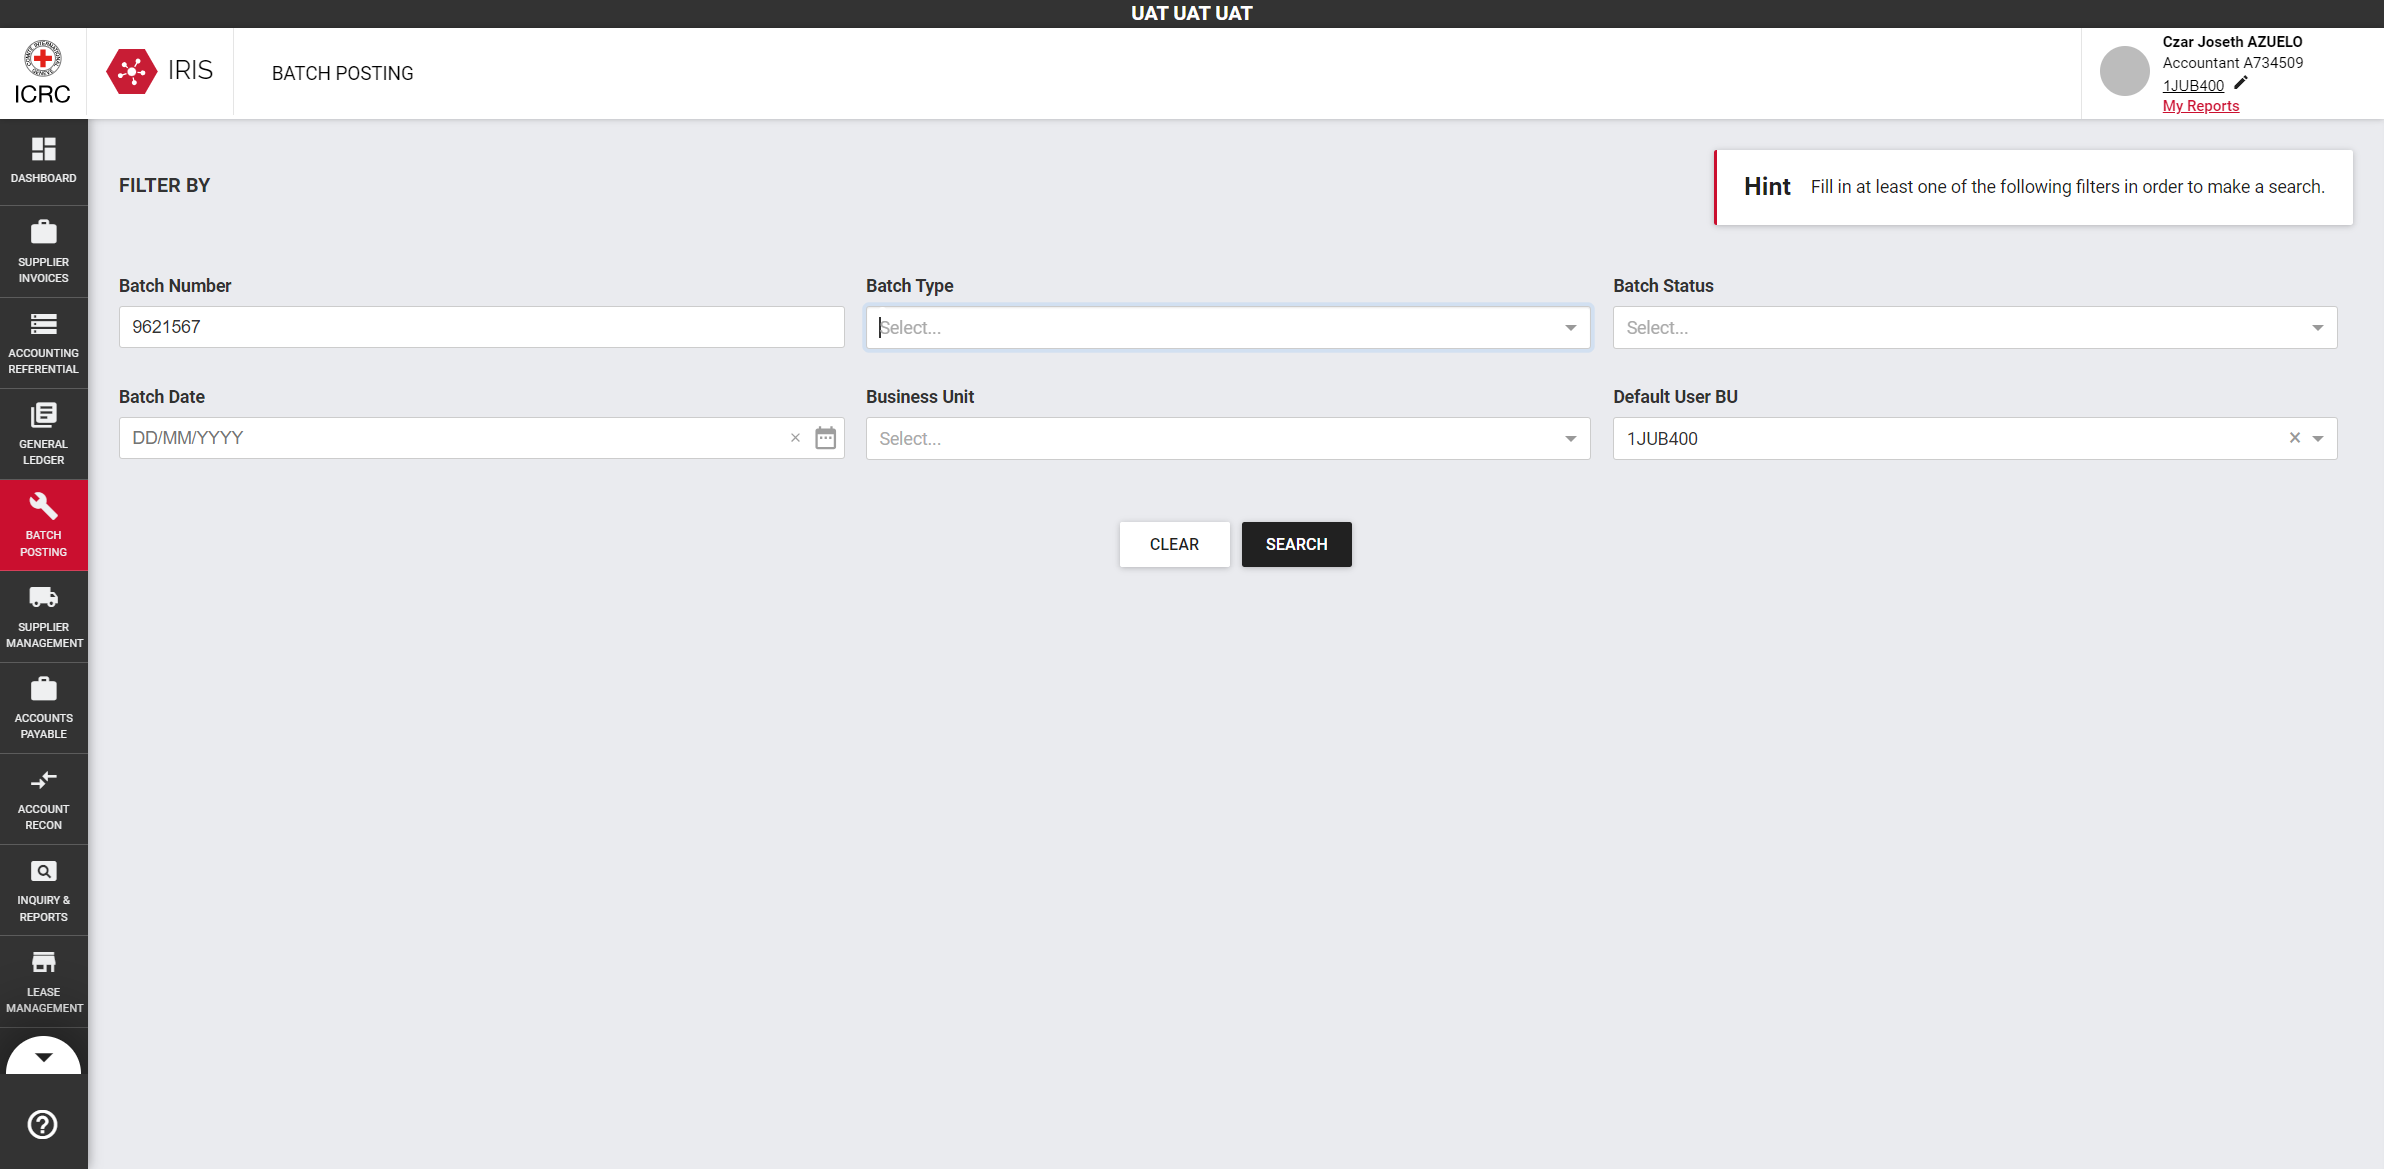 UAT UAT UAT
COMITE INTERNATIONAL GENEVE
ICRC
IRIS
BATCH POSTING
Czar Joseth AZUELO
Accountant A734509
1JUB400
My Reports
DASHBOARD
SUPPLIER
INVOICES
ACCOUNTING
REFERENTIAL
GENERAL
LEDGER
BATCH
POSTING
SUPPLIER
MANAGEMENT
ACCOUNTS
PAYABLE
ACCOUNT
RECON
INQUIRY &
REPORTS
LEASE
MANAGEMENT
FILTER BY
Hint Fill in at least one of the following filters in order to make a search.
Batch Number Batch Type Batch Status
9621567 Select... Select...
Batch Date Business Unit Default User BU
DD/MM/YYYY Select... 1JUB400
CLEAR SEARCH